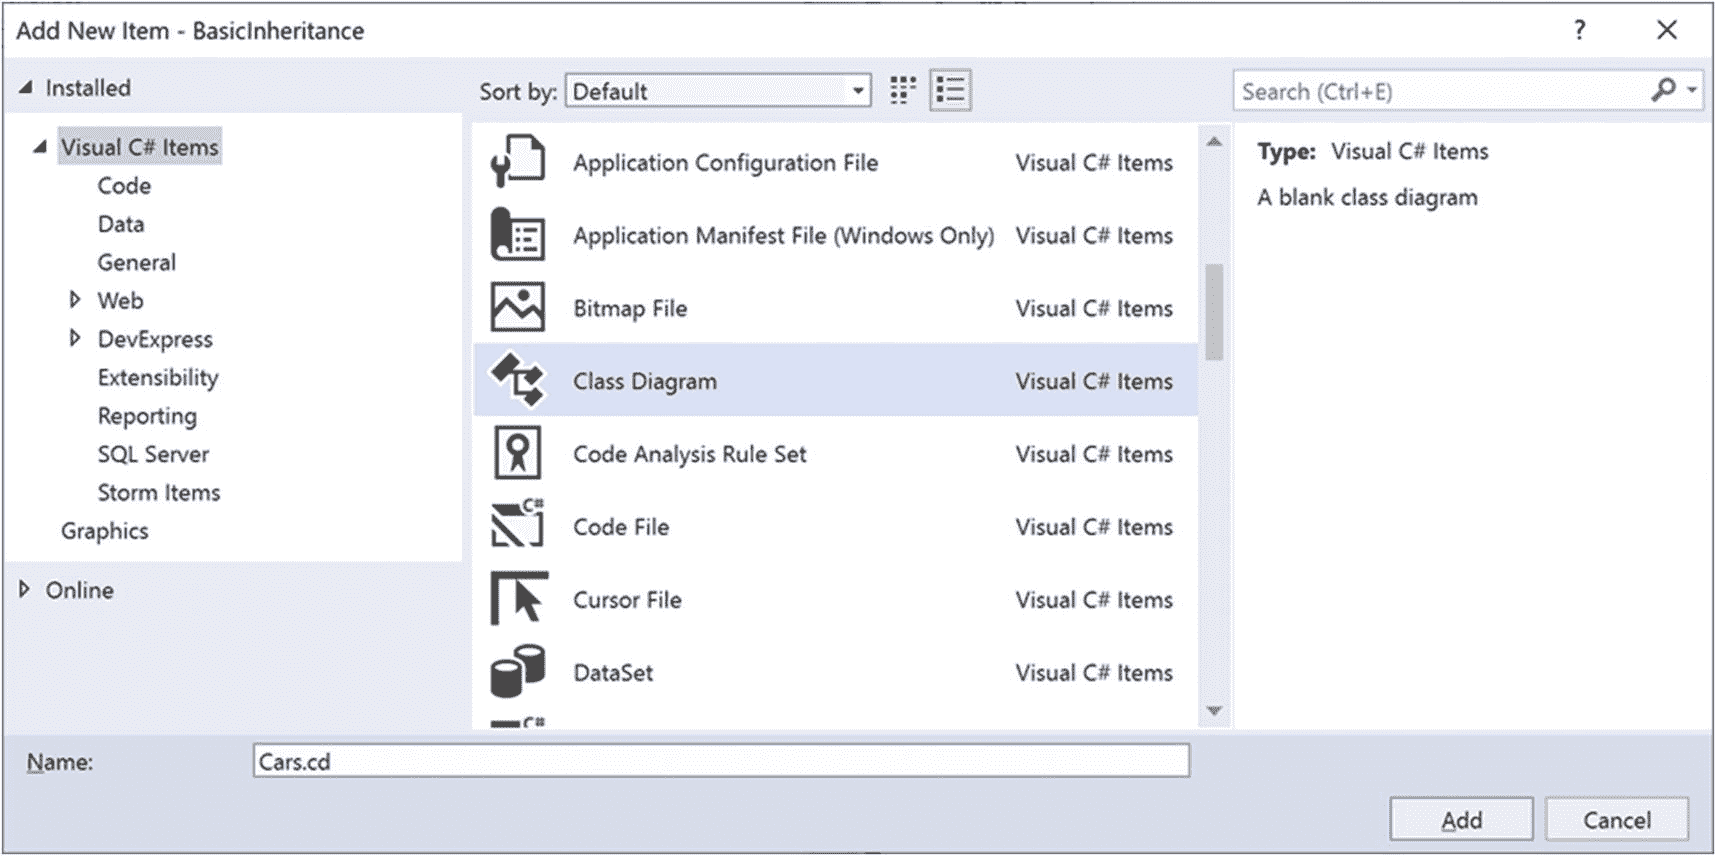 Add New Item - BasicInheritance
?
Installed
Sort by: Default
Search (Ctrl+E)
Visual C# Items
Code
Data
General
Web
DevExpress
Extensibility
Reporting
SQL Server
Storm Items
Graphics
Online
Application Configuration File Visual C# Items
Application Manifest File (Windows Only) Visual C# Items
Bitmap File Visual C# Items
Class Diagram Visual C# Items
Code Analysis Rule Set Visual C# Items
C#
Code File Visual C# Items
Cursor File Visual C# Items
DataSet Visual C# Items
C#
Type: Visual C# Items
A blank class diagram
Name: Cars.cd
Add Cancel